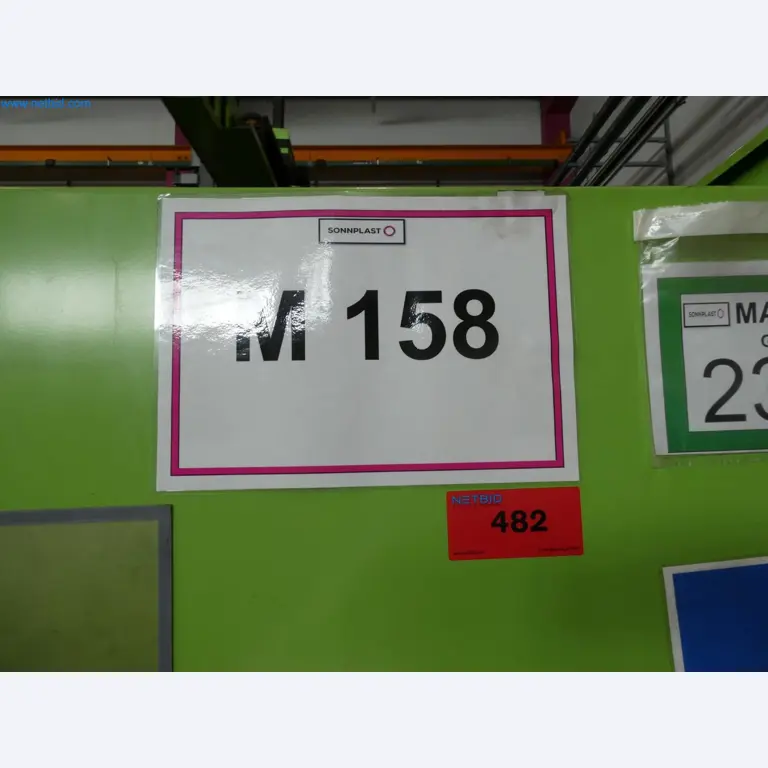 www.netbid.com
SONNPLAST
M 158
SONNPLAST
MA
23
NETBID
482